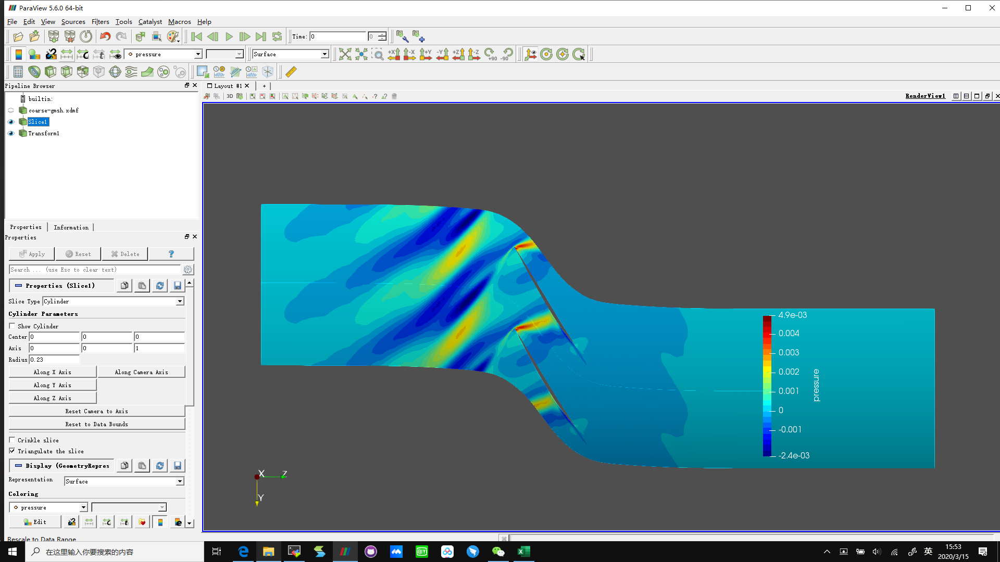 ParaView 5.6.0 64-bit
File Edit View Sources Filters Tools Catalyst Macros Help
Time: 0 0
pressure Surface
+X -X +Y -Y +Z -Z +90 -90
Pipeline Browser
Layout #1 +
3D RenderView1
builtin:
coarse-gmsh.xdmf
Slice1
Transform1
Properties Information
Properties
Apply Reset Delete ?
Search ... (use Esc to clear text)
Properties (Slice1)
Slice Type Cylinder
Cylinder Parameters
Show Cylinder
Center 0 0 0
Axis 0 0 1
Radius 0.23
Along X Axis Along Camera Axis
Along Y Axis
Along Z Axis
Reset Camera to Axis
Reset to Data Bounds
Crinkle slice
Triangulate the slice
Display (GeometryRepres
Representation Surface
Coloring
pressure
Edit
Rescale to Data Range
4.9e-03
0.004
0.003
0.002
0.001
0
-0.001
-2.4e-03
pressure
X Z
Y
在这里输入你要搜索的内容
英
15:53
2020/3/15